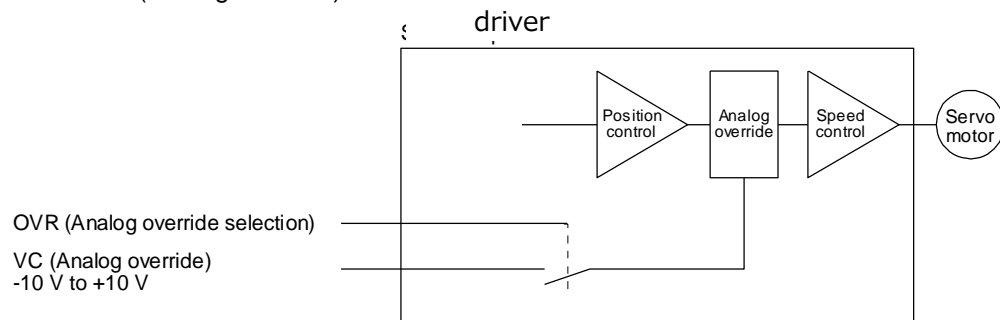 driver
Position
control
Analog
override
Speed
control
Servo
motor
OVR (Analog override selection)
VC (Analog override)
-10 V to +10 V